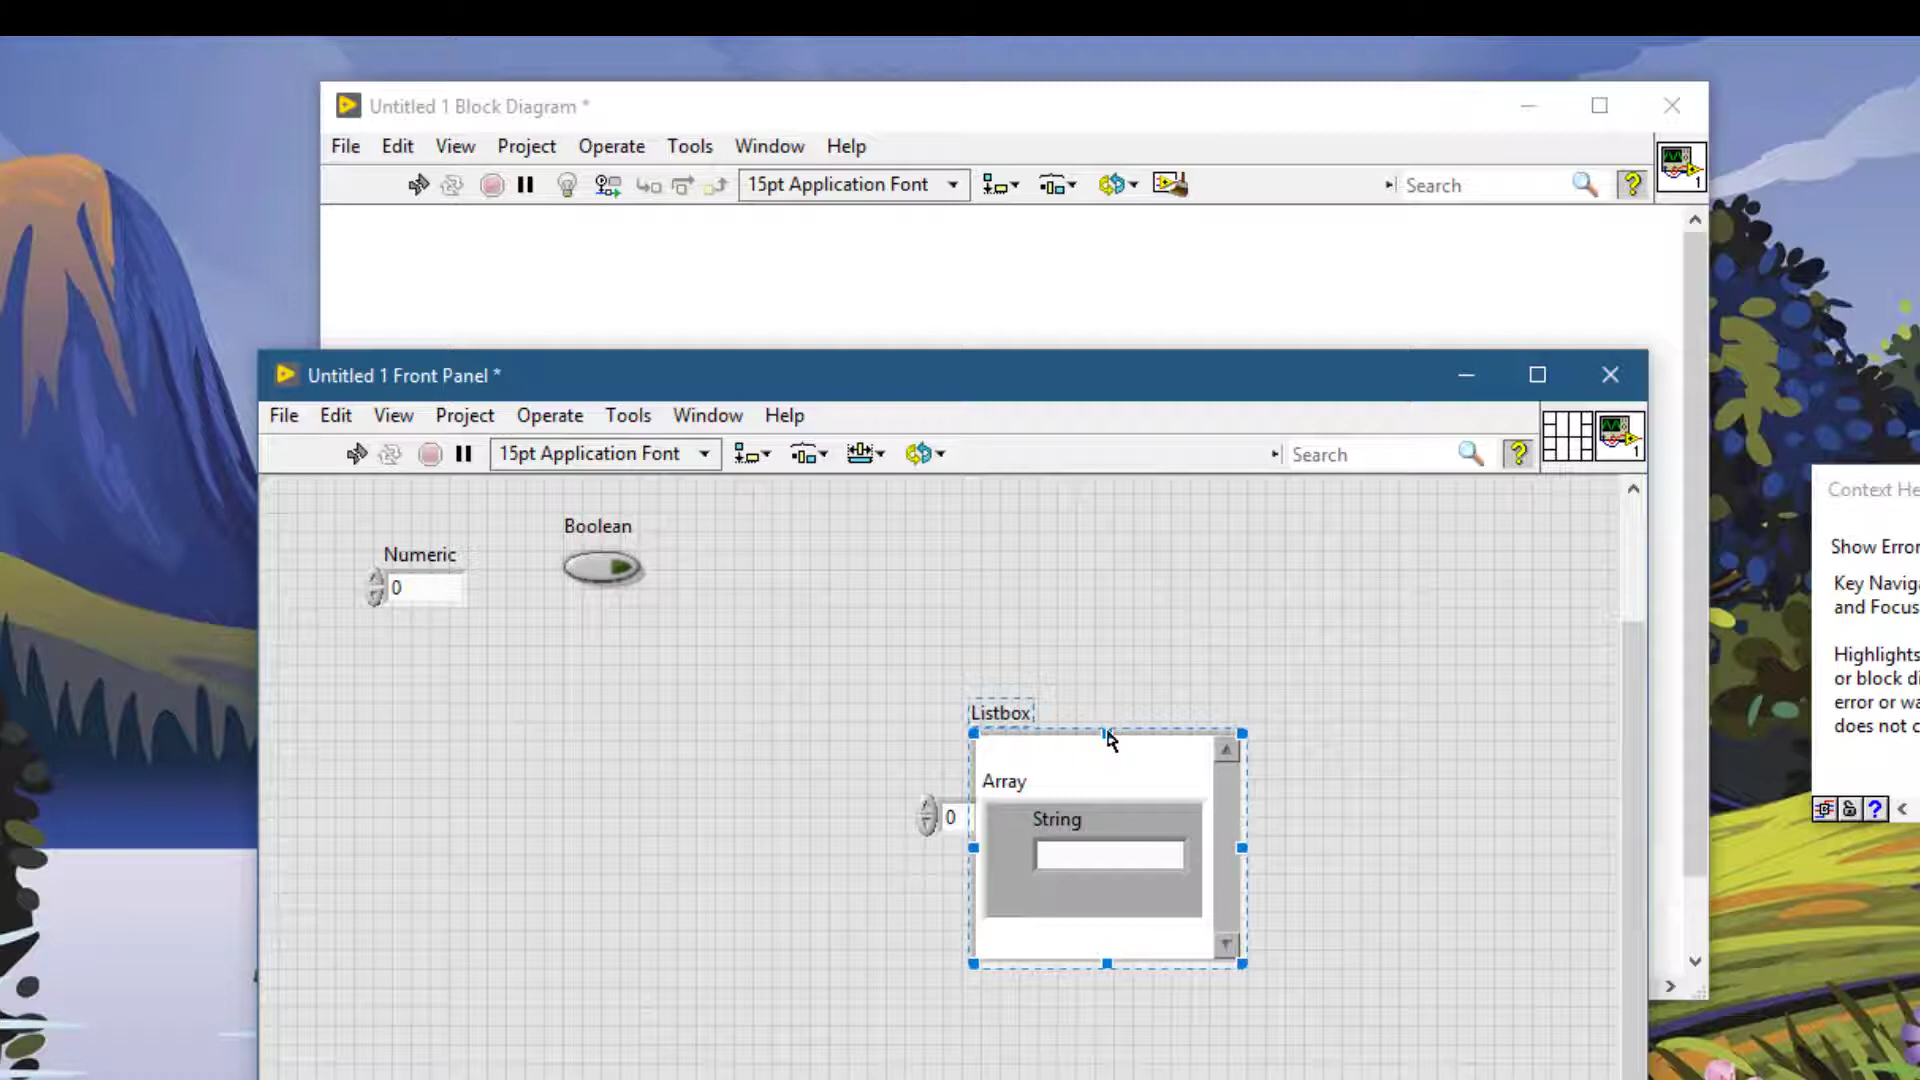 Untitled 1 Block Diagram *
File Edit View Project Operate Tools Window Help
15pt Application Font
Search
?
1
Untitled 1 Front Panel *
File Edit View Project Operate Tools Window Help
15pt Application Font
Search
?
1
Numeric
0
Boolean
Listbox
Array
0
String
Context He
Show Error
Key Naviga
and Focus
Highlights
or block di
error or wa
does not c
?